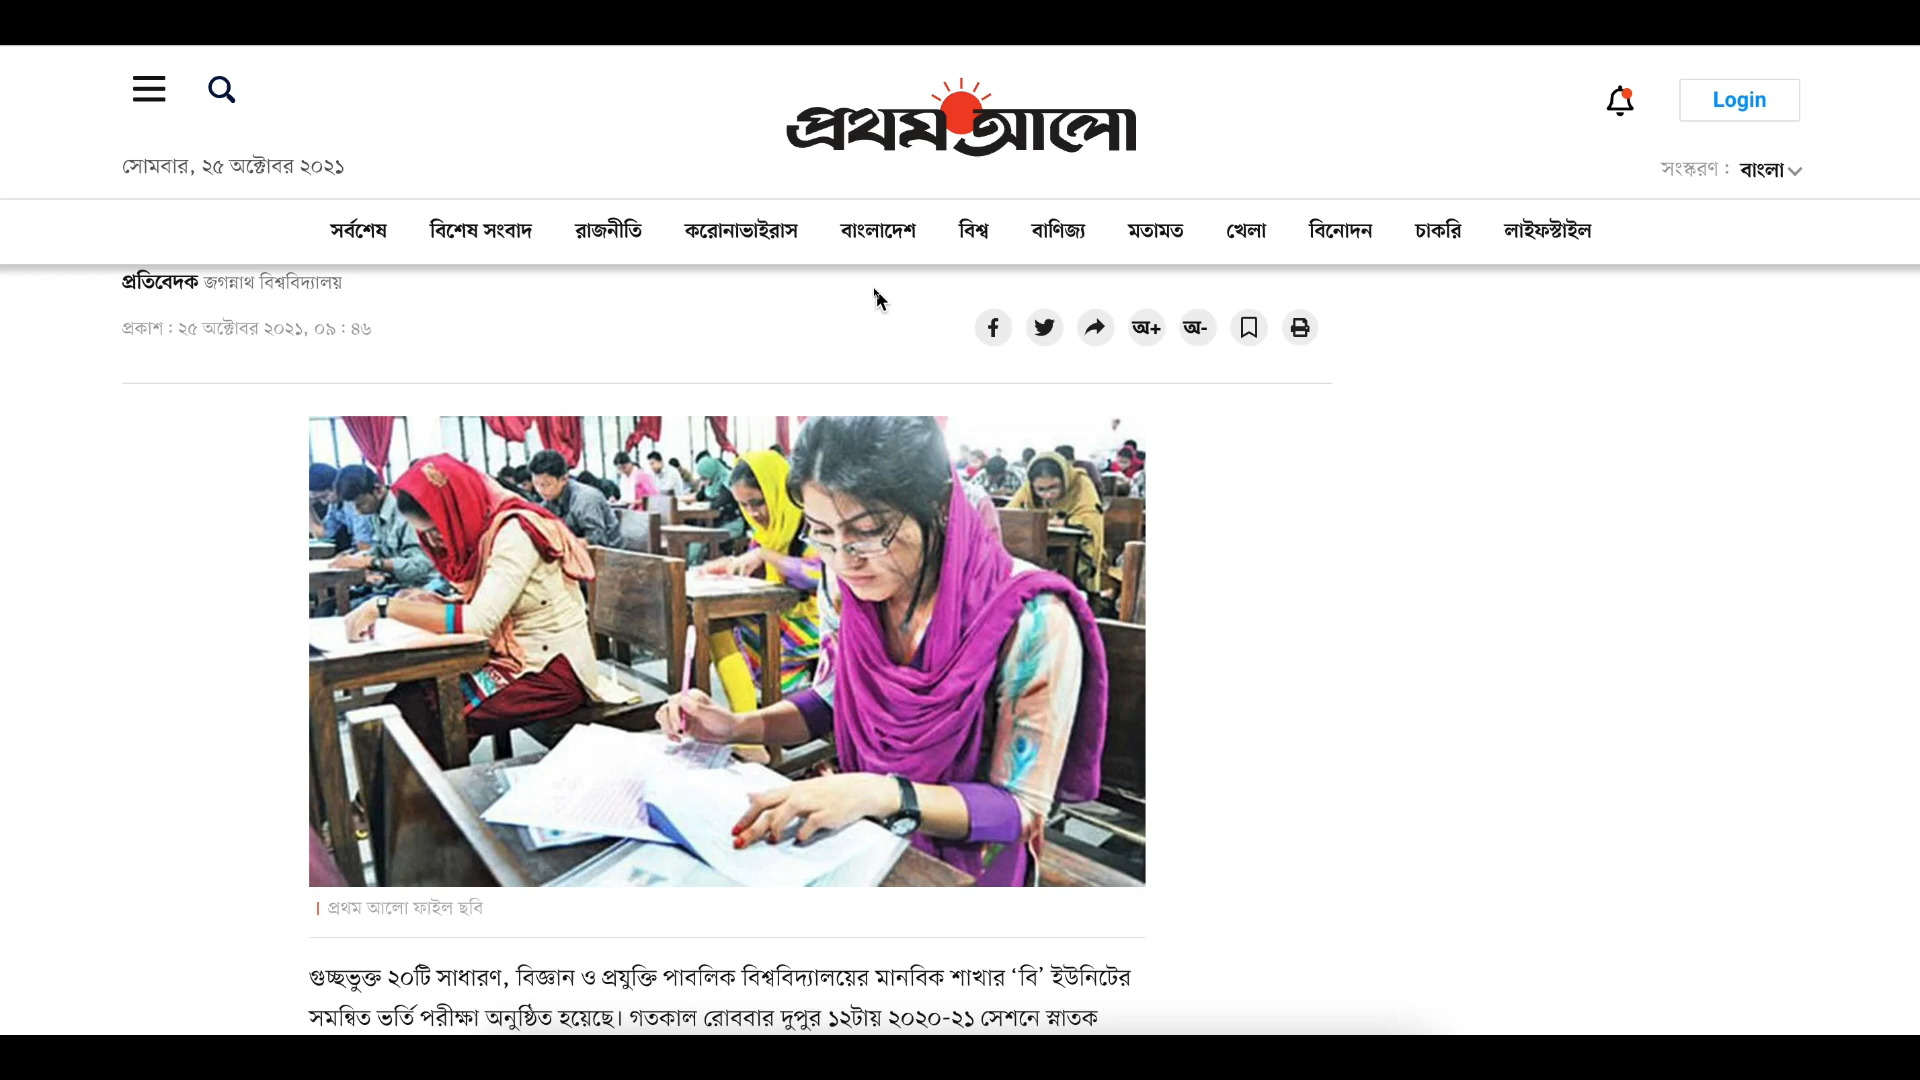 প্রথম আলো
Login
সোমবার, ২৫ অক্টোবর ২০২১
সংস্করণ : বাংলা
সর্বশেষ বিশেষ সংবাদ রাজনীতি করোনাভাইরাস বাংলাদেশ বিশ্ব বাণিজ্য মতামত খেলা বিনোদন চাকরি লাইফস্টাইল
প্রতিবেদক জগন্নাথ বিশ্ববিদ্যালয়
প্রকাশ : ২৫ অক্টোবর ২০২১, ০৯ : ৪৬
অ+ অ-
প্রথম আলো ফাইল ছবি
গুচ্ছভুক্ত ২০টি সাধারণ, বিজ্ঞান ও প্রযুক্তি পাবলিক বিশ্ববিদ্যালয়ের মানবিক শাখার ‘বি’ ইউনিটের
সমন্বিত ভর্তি পরীক্ষা অনুষ্ঠিত হয়েছে। গতকাল রোববার দুপুর ১২টায় ২০২০-২১ সেশনে স্নাতক